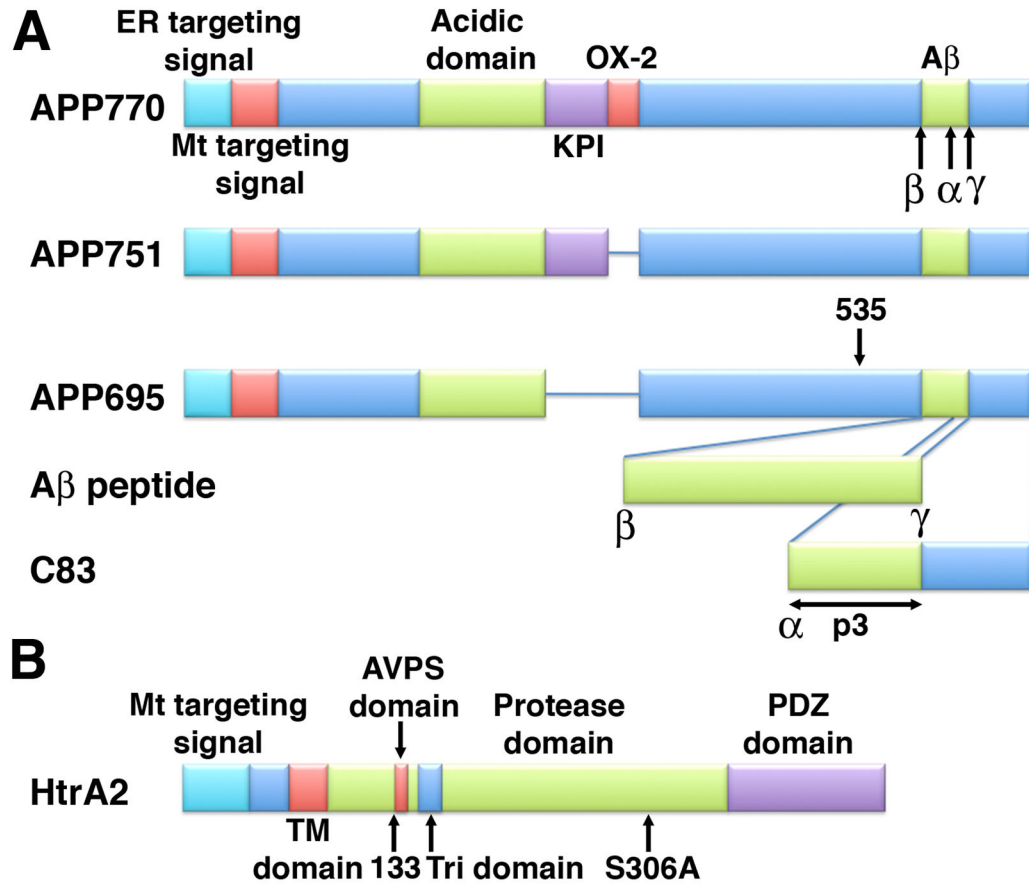 A
ER targeting
signal
Acidic
domain
OX-2
Aβ
APP770
Mt targeting
signal
KPI
β α γ
APP751
535
APP695
Aβ peptide
β γ
C83
α p3
B
Mt targeting
signal
AVPS
domain
Protease
domain
PDZ
domain
HtrA2
TM
domain 133 Tri domain S306A